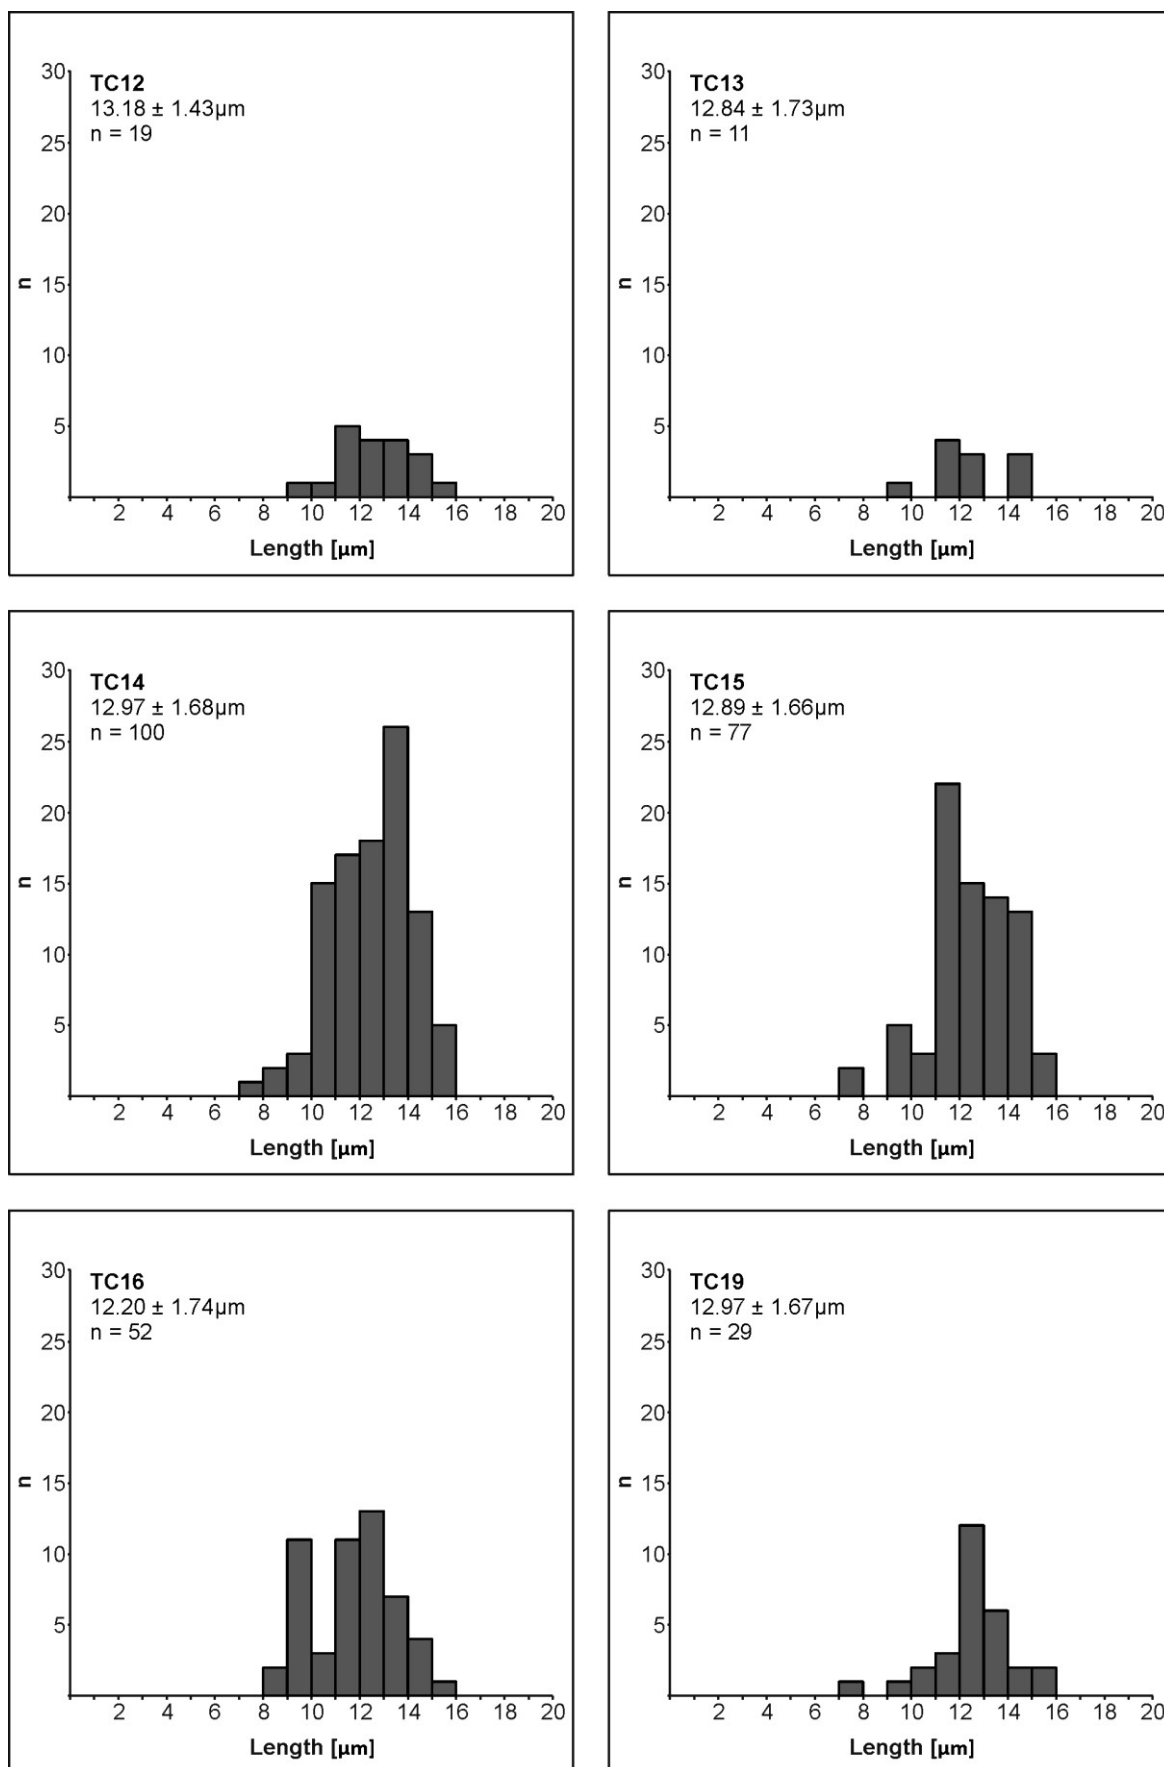 TC12
13.18 ± 1.43µm
n = 19
30
25
20
15
10
5
n
2 4 6 8 10 12 14 16 18 20
Length [µm]
TC13
12.84 ± 1.73µm
n = 11
30
25
20
15
10
5
n
2 4 6 8 10 12 14 16 18 20
Length [µm]
TC14
12.97 ± 1.68µm
n = 100
30
25
20
15
10
5
n
2 4 6 8 10 12 14 16 18 20
Length [µm]
TC15
12.89 ± 1.66µm
n = 77
30
25
20
15
10
5
n
2 4 6 8 10 12 14 16 18 20
Length [µm]
TC16
12.20 ± 1.74µm
n = 52
30
25
20
15
10
5
n
2 4 6 8 10 12 14 16 18 20
Length [µm]
TC19
12.97 ± 1.67µm
n = 29
30
25
20
15
10
5
n
2 4 6 8 10 12 14 16 18 20
Length [µm]